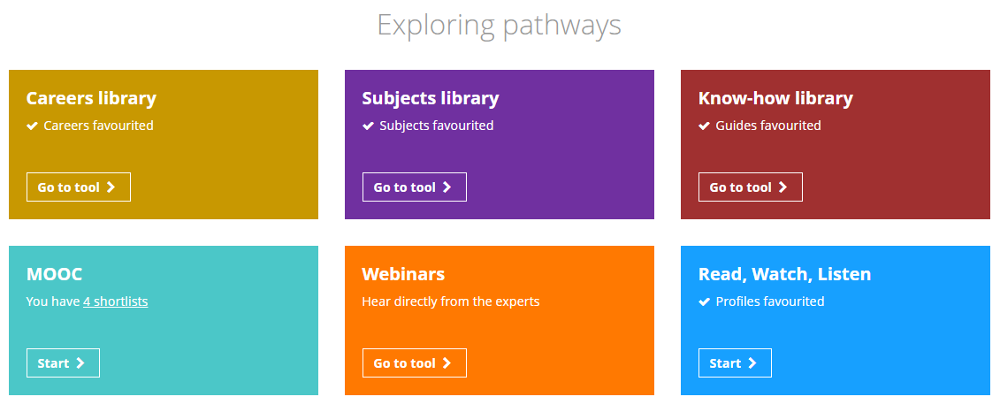 Exploring pathways
Careers library
Careers favourited
Go to tool
Subjects library
Subjects favourited
Go to tool
Know-how library
Guides favourited
Go to tool
MOOC
You have 4 shortlists
Start
Webinars
Hear directly from the experts
Go to tool
Read, Watch, Listen
Profiles favourited
Start